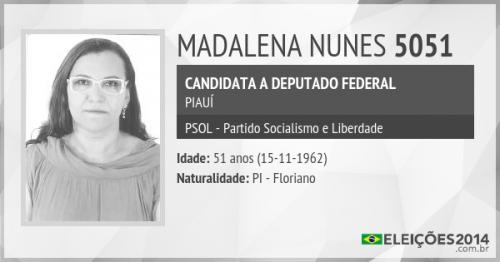 MADALENA NUNES 5051
CANDIDATA A DEPUTADO FEDERAL
PIAUÍ
PSOL - Partido Socialismo e Liberdade
Idade: 51 anos (15-11-1962)
Naturalidade: PI - Floriano
ELEIÇÕES2014
.com.br